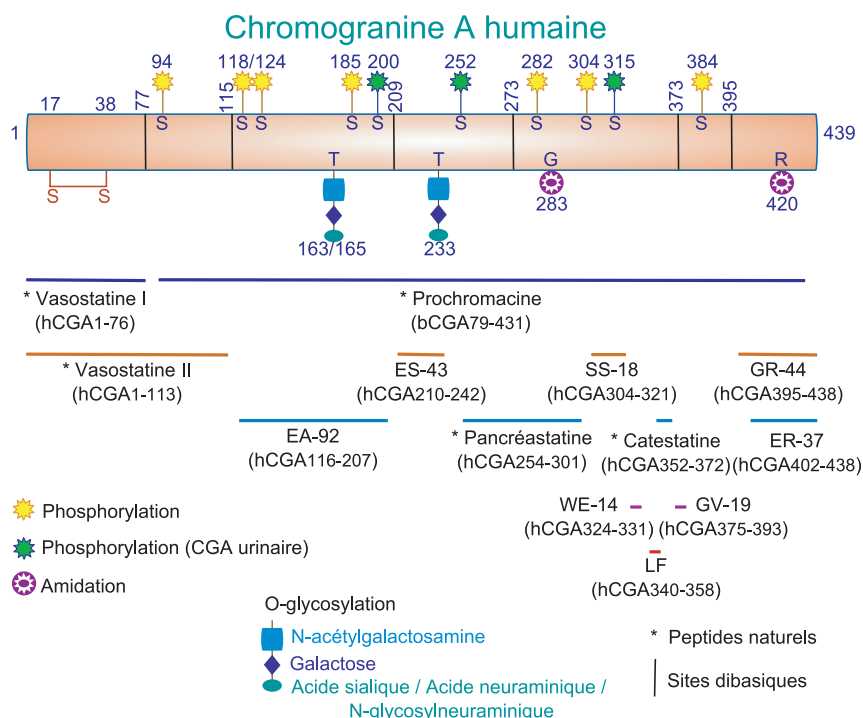 Chromogranine A humaine
94 118/124 185 200 252 282 304 315 384
17 38 77 115 209 273 373 395
1 S S S S S S S S S S 439
T T G R
S S
283 420
163/165 233
* Vasostatine I
(hCGA1-76)
* Prochromacine
(bCGA79-431)
* Vasostatine II
(hCGA1-113)
ES-43
(hCGA210-242)
SS-18
(hCGA304-321)
GR-44
(hCGA395-438)
EA-92
(hCGA116-207)
* Pancréastatine
(hCGA254-301)
* Catestatine
(hCGA352-372)
ER-37
(hCGA402-438)
WE-14
(hCGA324-331)
GV-19
(hCGA375-393)
LF
(hCGA340-358)
Phosphorylation
Phosphorylation (CGA urinaire)
Amidation
O-glycosylation
N-acétylgalactosamine
Galactose
Acide sialique / Acide neuraminique /
N-glycosylneuraminique
* Peptides naturels
Sites dibasiques